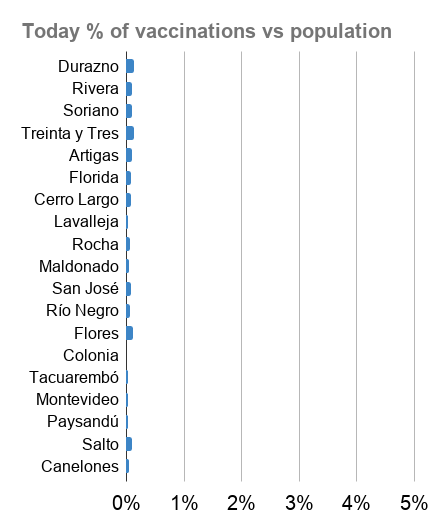 Today % of vaccinations vs population
Durazno
Rivera
Soriano
Treinta y Tres
Artigas
Florida
Cerro Largo
Lavalleja
Rocha
Maldonado
San José
Río Negro
Flores
Colonia
Tacuarembó
Montevideo
Paysandú
Salto
Canelones
0% 1% 2% 3% 4% 5%